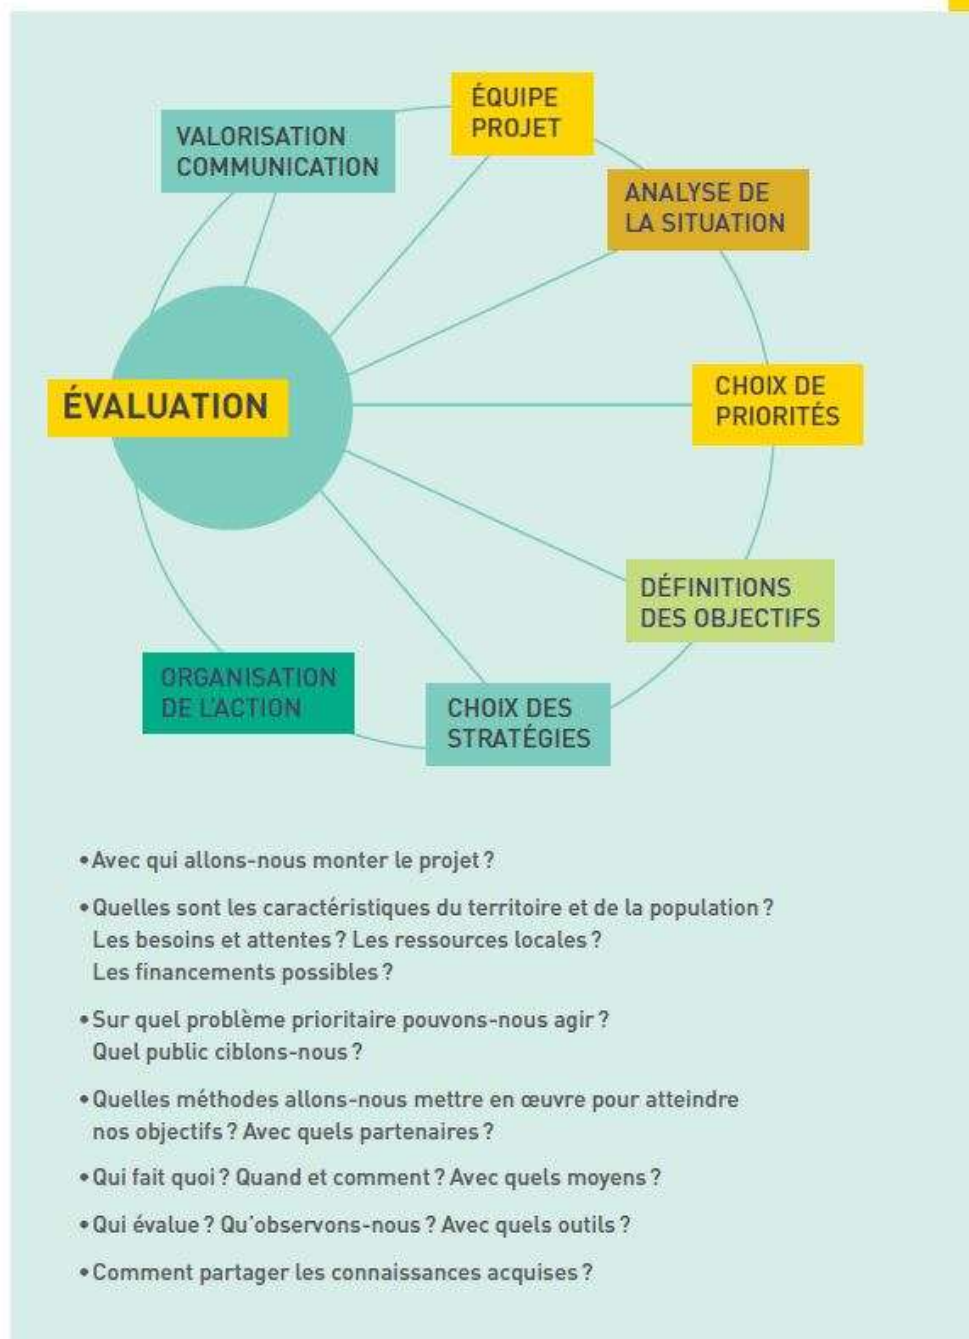 ÉQUIPE
PROJET
VALORISATION
COMMUNICATION
ANALYSE DE
LA SITUATION
CHOIX DE
PRIORITÉS
ÉVALUATION
DÉFINITIONS
DES OBJECTIFS
ORGANISATION
DE L'ACTION
CHOIX DES
STRATÉGIES
•Avec qui allons-nous monter le projet ?
•Quelles sont les caractéristiques du territoire et de la population ?
Les besoins et attentes ? Les ressources locales ?
Les financements possibles ?
•Sur quel problème prioritaire pouvons-nous agir ?
Quel public ciblons-nous ?
•Quelles méthodes allons-nous mettre en œuvre pour atteindre
nos objectifs ? Avec quels partenaires ?
•Qui fait quoi ? Quand et comment ? Avec quels moyens ?
•Qui évalue ? Qu'observons-nous ? Avec quels outils ?
•Comment partager les connaissances acquises ?